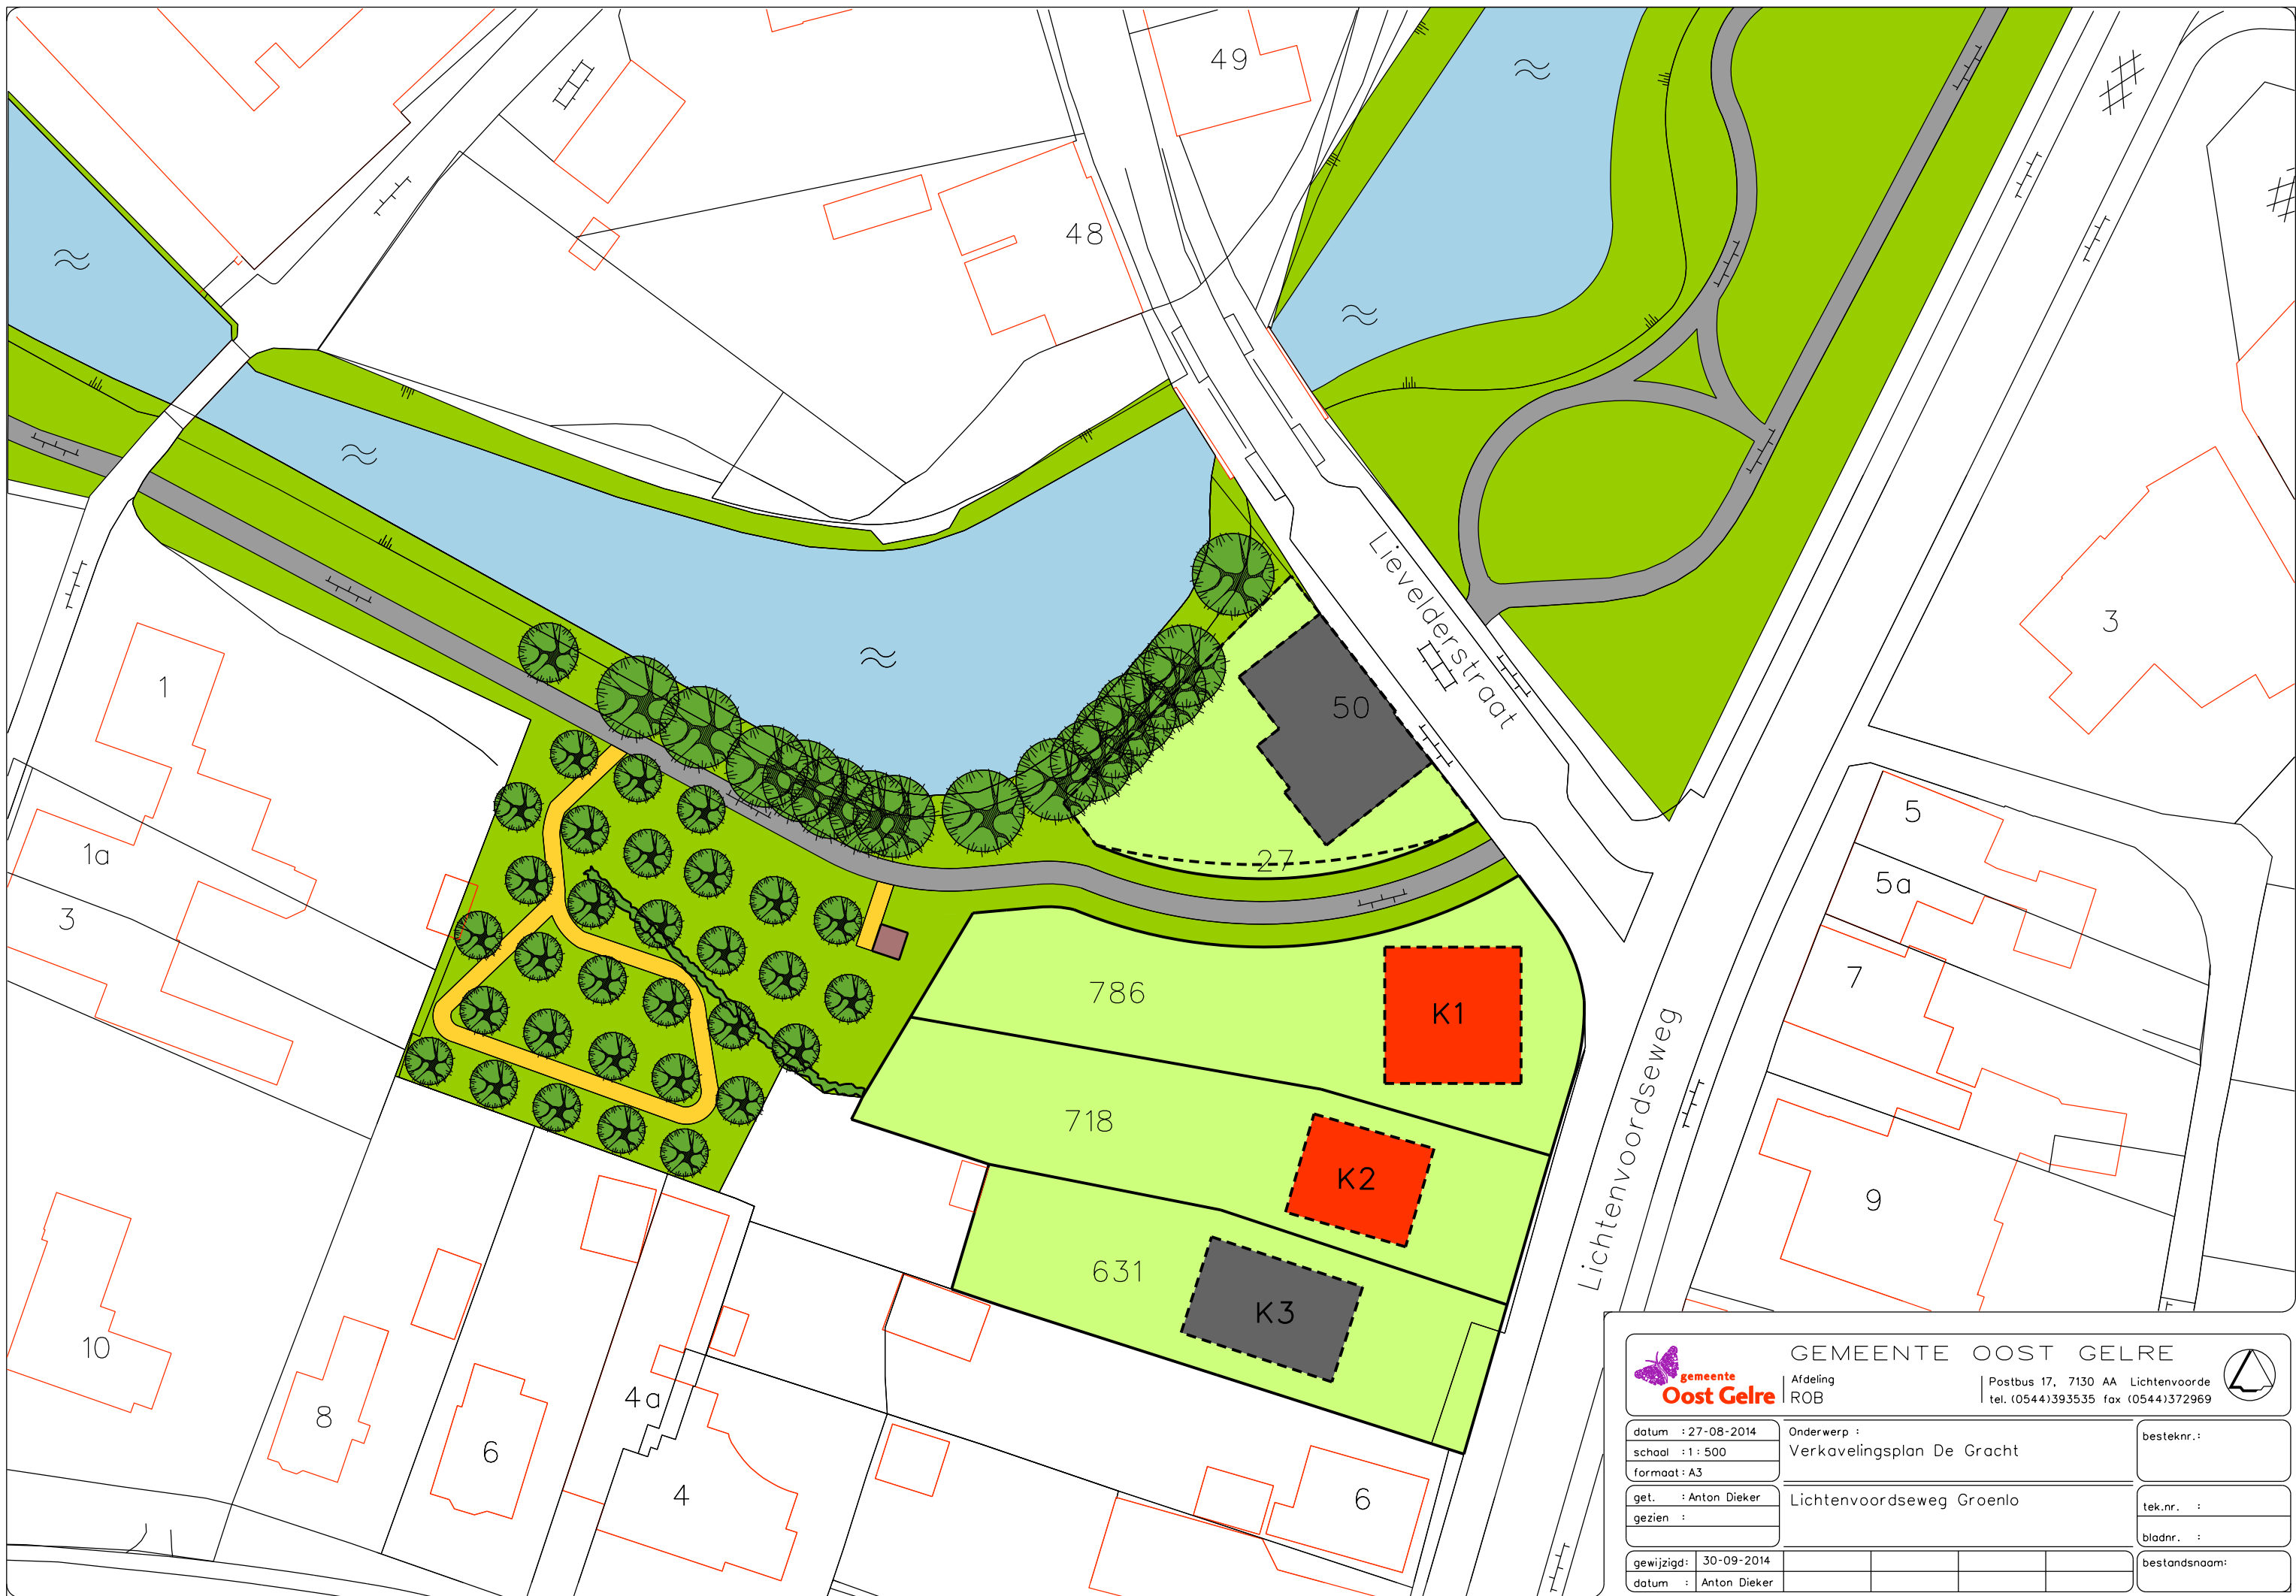 49
48
Lievelderstraat
3
50
1
1a
3
27
5
5a
7
9
786
K1
718
K2
631
K3
Lichtenvoordseweg
10
8
6
4a
4
6
gemeente
Oost Gelre
GEMEENTE OOST GELRE
Afdeling
ROB
Postbus 17, 7130 AA Lichtenvoorde
tel. (0544)393535 fax (0544)372969
datum : 27-08-2014
schaal : 1 : 500
formaat : A3
Onderwerp :
Verkavelingsplan De Gracht
besteknr. :
get. : Anton Dieker
gezien :
Lichtenvoordseweg Groenlo
tek.nr. :
bladnr. :
gewijzigd: 30-09-2014
datum : Anton Dieker
bestandsnaam: